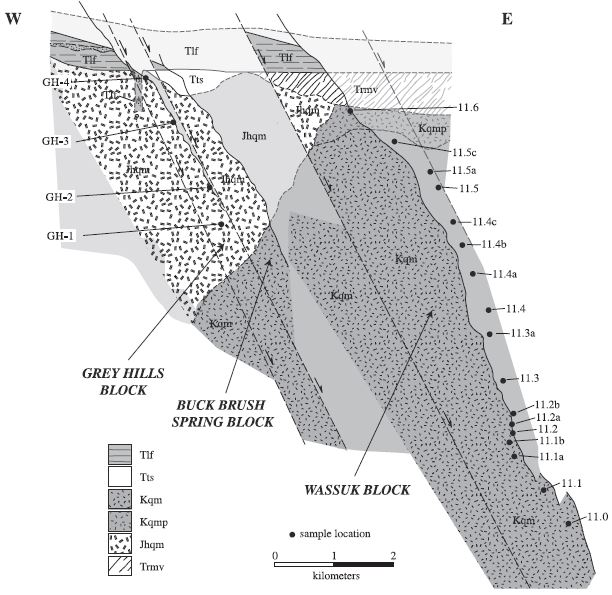 W
E
Tlf
Tlf
Tlf
Tts
GH-4
Trmv
Jhqm
11.6
Kqmp
GH-3
Jhqm
11.5c
Jhqm
Jhqm
11.5a
11.5
GH-2
11.4c
GH-1
11.4b
Kqm
11.4a
Kqm
11.4
Kqm
11.3a
GREY HILLS
BLOCK
11.3
BUCK BRUSH
SPRING BLOCK
11.2b
11.2a
11.2
11.1b
11.1a
WASSUK BLOCK
11.1
11.0
Kqm
Tlf
Tts
Kqm
Kqmp
Jhqm
Trmv
sample location
0 1 2
kilometers